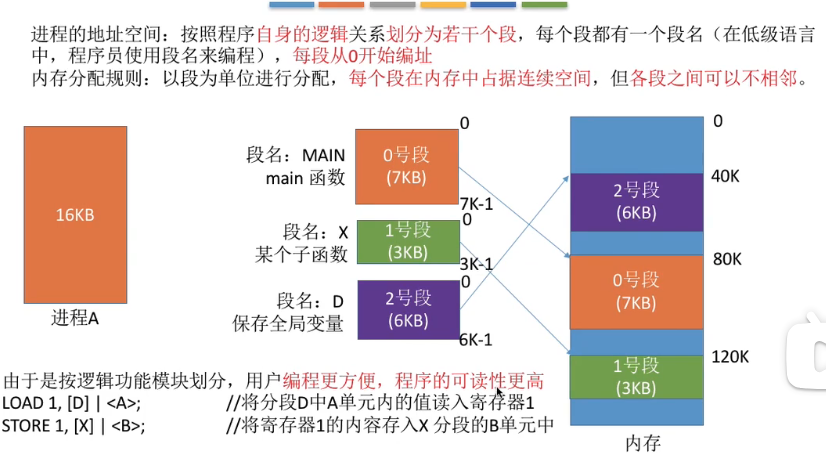 进程的地址空间：按照程序自身的逻辑关系划分为若干个段，每个段都有一个段名（在低级语言
中，程序员使用段名来编程），每段从0开始编址
内存分配规则：以段为单位进行分配，每个段在内存中占据连续空间，但各段之间可以不相邻。
16KB
进程A
段名：MAIN
main 函数
0号段
(7KB)
0
7K-1
段名：X
某个子函数
1号段
(3KB)
0
3K-1
段名：D
保存全局变量
2号段
(6KB)
0
6K-1
0
40K
2号段
(6KB)
80K
0号段
(7KB)
120K
1号段
(3KB)
内存
由于是按逻辑功能模块划分，用户编程更方便，程序的可读性更高
LOAD 1, [D] | <A>; //将分段D中A单元内的值读入寄存器1
STORE 1, [X] | <B>; //将寄存器1的内容存入X 分段的B单元中